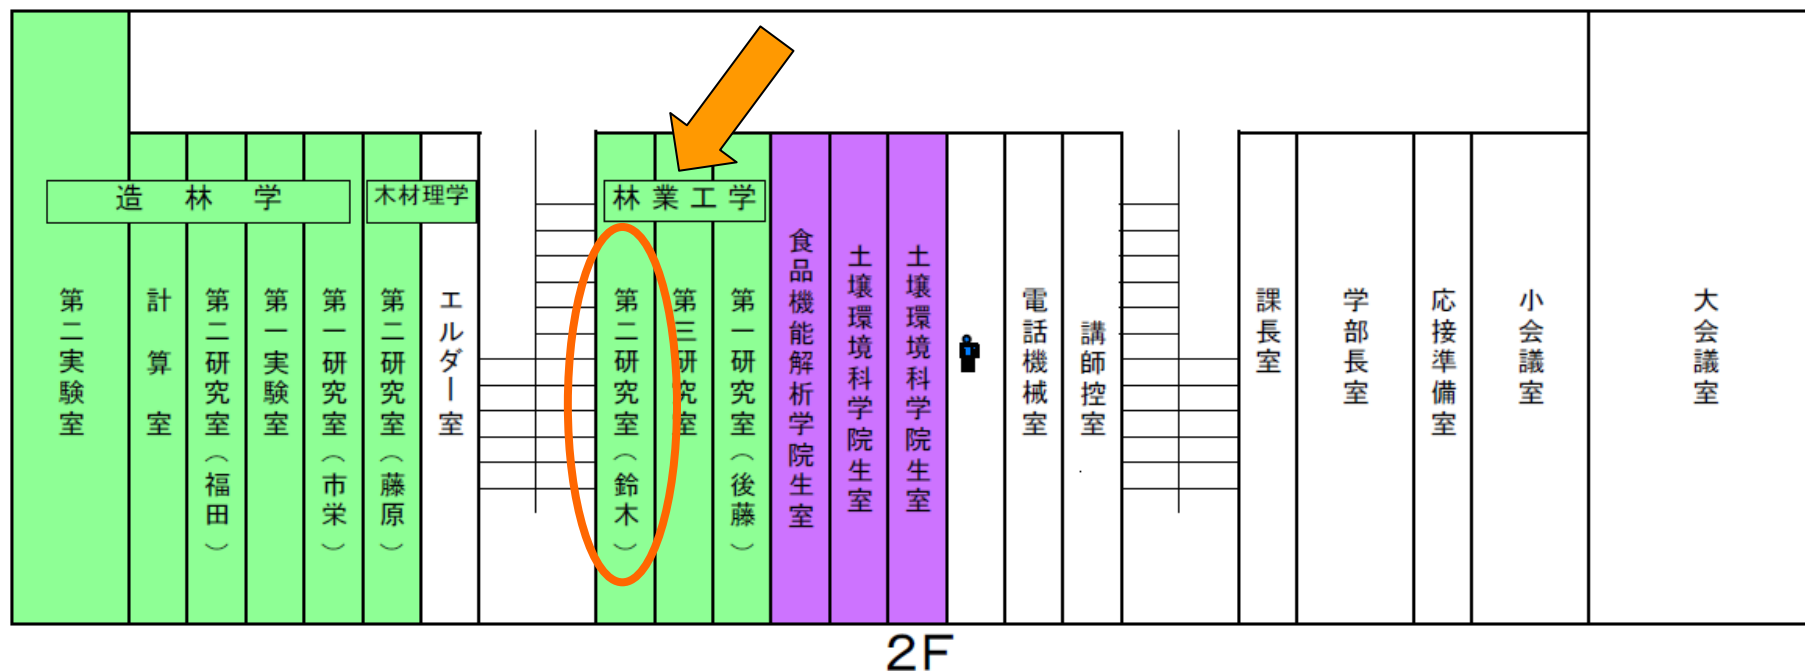 造林学
木材理学
林業工学
第二実験室
計算室
第二研究室（福田）
第一実験室
第一研究室（市栄）
第二研究室（藤原）
エルダー室
第二研究室（鈴木）
第三研究室
第一研究室（後藤）
食品機能解析学院生室
土壌環境科学院生室
土壌環境科学院生室
電話機械室
講師控室
課長室
学部長室
応接準備室
小会議室
大会議室
2F